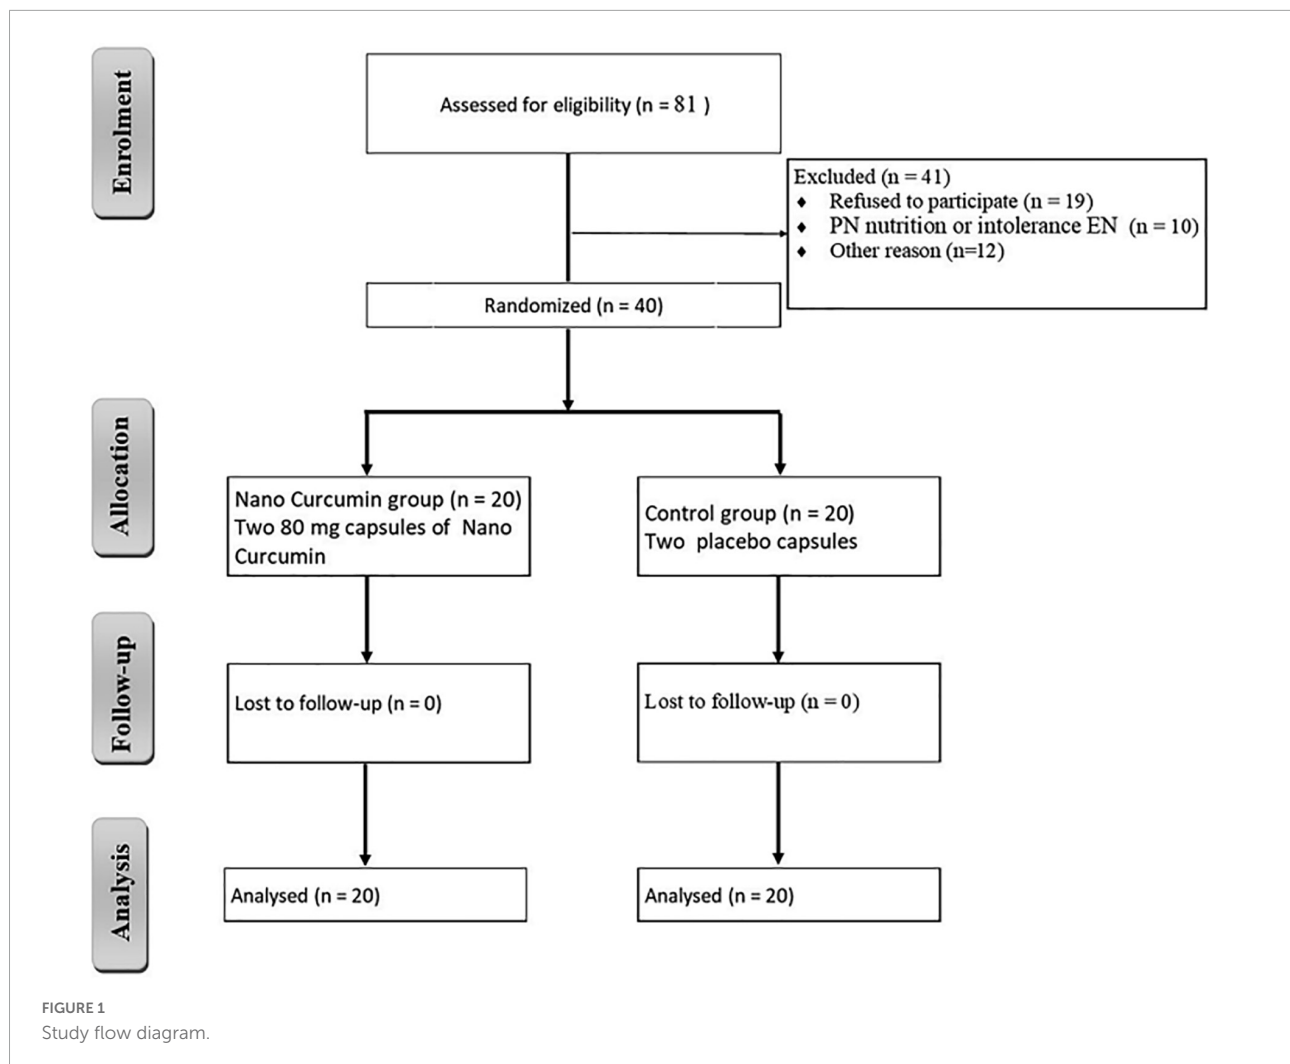 Enrolment
Assessed for eligibility (n = 81 )
Excluded (n = 41)
♦ Refused to participate (n = 19)
♦ PN nutrition or intolerance EN (n = 10)
♦ Other reason (n=12)
Randomized (n = 40)
Allocation
Nano Curcumin group (n = 20)
Two 80 mg capsules of Nano
Curcumin
Control group (n = 20)
Two placebo capsules
Follow-up
Lost to follow-up (n = 0)
Lost to follow-up (n = 0)
Analysis
Analysed (n = 20)
Analysed (n = 20)
FIGURE 1
Study flow diagram.